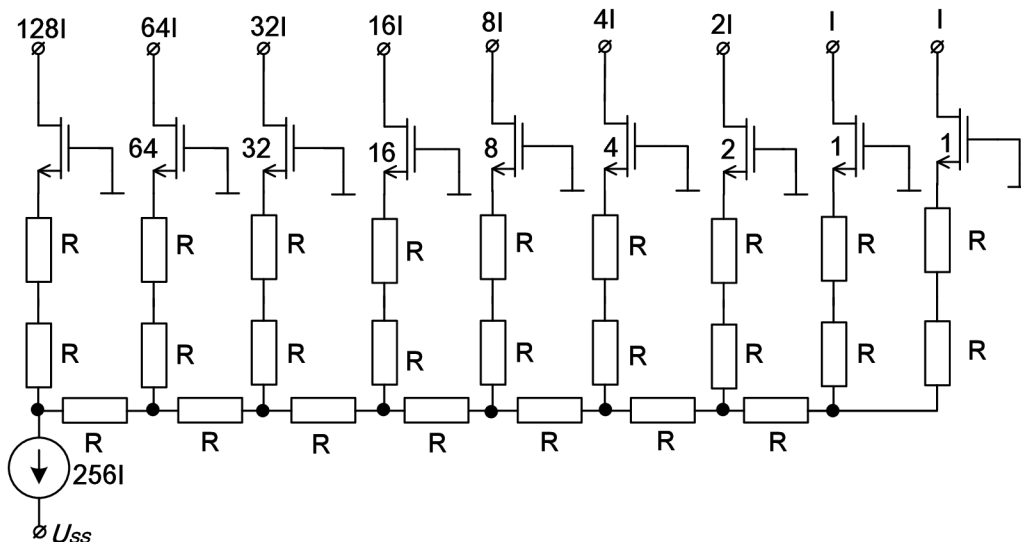 128I 64I 32I 16I 8I 4I 2I I I
64 32 16 8 4 2 1 1
R R R R R R R R R
R R R R R R R R R
R R R R R R R
256I
Uss